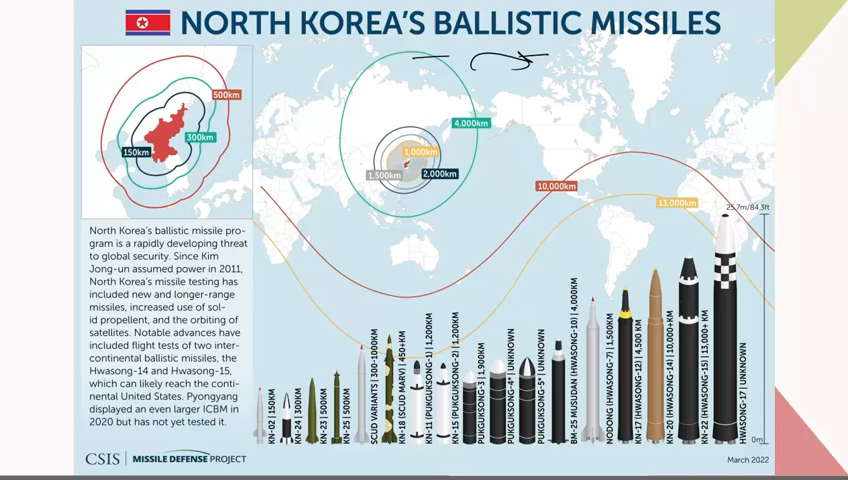 NORTH KOREA'S BALLISTIC MISSILES
500km
300km
150km
4,000km
1,000km
1,500km
2,000km
10,000km
13,000km
25.7m/84.3ft
North Korea's ballistic missile pro-
gram is a rapidly developing threat
to global security. Since Kim
Jong-un assumed power in 2011,
North Korea's missile testing has
included new and longer-range
missiles, increased use of sol-
id propellent, and the orbiting of
satellites. Notable advances have
included flight tests of two inter-
continental ballistic missiles, the
Hwasong-14 and Hwasong-15,
which can likely reach the conti-
nental United States. Pyongyang
displayed an even larger ICBM in
2020 but has not yet tested it.
KN-02 | 150KM
KN-24 | 300KM
KN-23 | 500KM
KN-25 | 500KM
SCUD VARIANTS | 300-1000KM
KN-18 (SCUD MARV) | 450+KM
KN-11 (PUKGUKSONG-1) | 1,200KM
KN-15 (PUKGUKSONG-2) | 1,200KM
PUKGUKSONG-3 | 1,900KM
PUKGUKSONG-4* | UNKNOWN
PUKGUKSONG-5* | UNKNOWN
BM-25 MUSUDAN (HWASONG-10) | 4,000KM
NODONG (HWASONG-7) | 1,500KM
KN-17 (HWASONG-12) | 4,500 KM
KN-20 (HWASONG-14) | 10,000+KM
KN-22 (HWASONG-15) | 13,000+ KM
HWASONG-17 | UNKNOWN
0m
CSIS | MISSILE DEFENSE PROJECT
March 2022